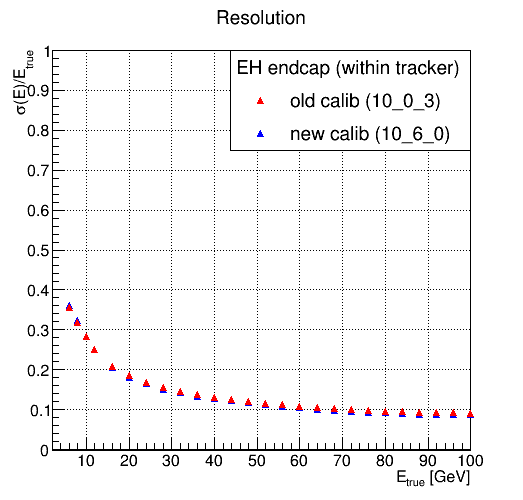 Resolution
σ(E)/E_true
EH endcap (within tracker)
old calib (10_0_3)
new calib (10_6_0)
1
0.9
0.8
0.7
0.6
0.5
0.4
0.3
0.2
0.1
0
10 20 30 40 50 60 70 80 90 100
E_true [GeV]